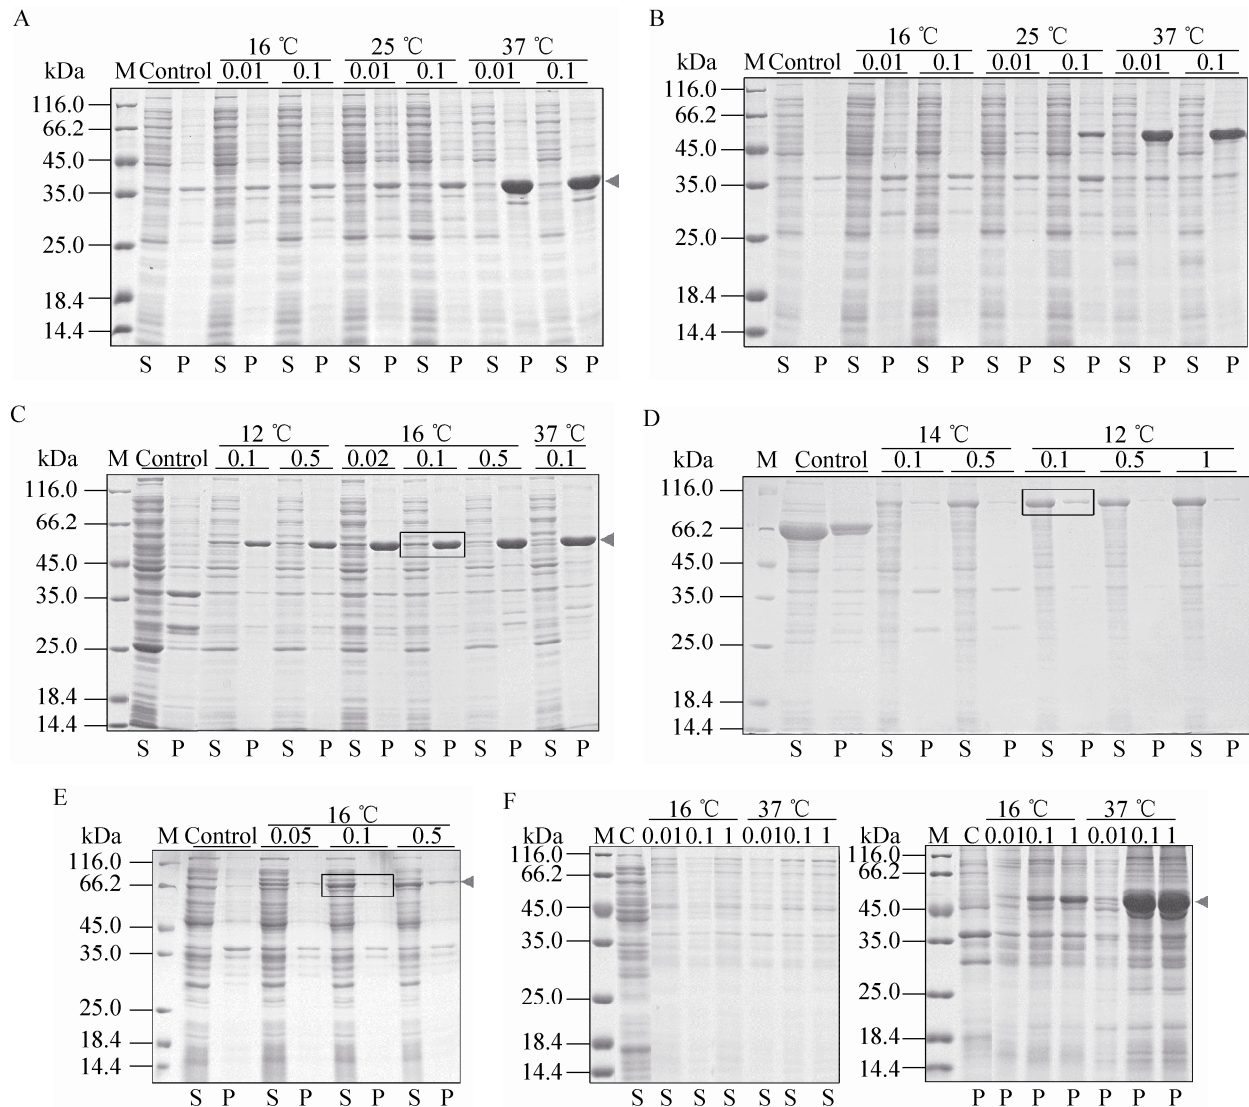 A
16 ℃ 25 ℃ 37 ℃
kDa M Control 0.01 0.1 0.01 0.1 0.01 0.1
116.0
66.2
45.0
35.0
25.0
18.4
14.4
S P S P S P S P S P S P S P
B
16 ℃ 25 ℃ 37 ℃
kDa M Control 0.01 0.1 0.01 0.1 0.01 0.1
116.0
66.2
45.0
35.0
25.0
18.4
14.4
S P S P S P S P S P S P S P
C
12 ℃ 16 ℃ 37 ℃
kDa M Control 0.1 0.5 0.02 0.1 0.5 0.1
116.0
66.2
45.0
35.0
25.0
18.4
14.4
S P S P S P S P S P S P S P
D
14 ℃ 12 ℃
kDa M Control 0.1 0.5 0.1 0.5 1
116.0
66.2
45.0
35.0
25.0
18.4
14.4
S P S P S P S P S P S P
E
16 ℃
kDa M Control 0.05 0.1 0.5
116.0
66.2
45.0
35.0
25.0
18.4
14.4
S P S P S P S P
F
16 ℃ 37 ℃
kDa M C 0.01 0.1 1 0.01 0.1 1
116.0
66.2
45.0
35.0
25.0
18.4
14.4
S S S S S S S
16 ℃ 37 ℃
kDa M C 0.01 0.1 1 0.01 0.1 1
116.0
66.2
45.0
35.0
25.0
18.4
14.4
P P P P P P P